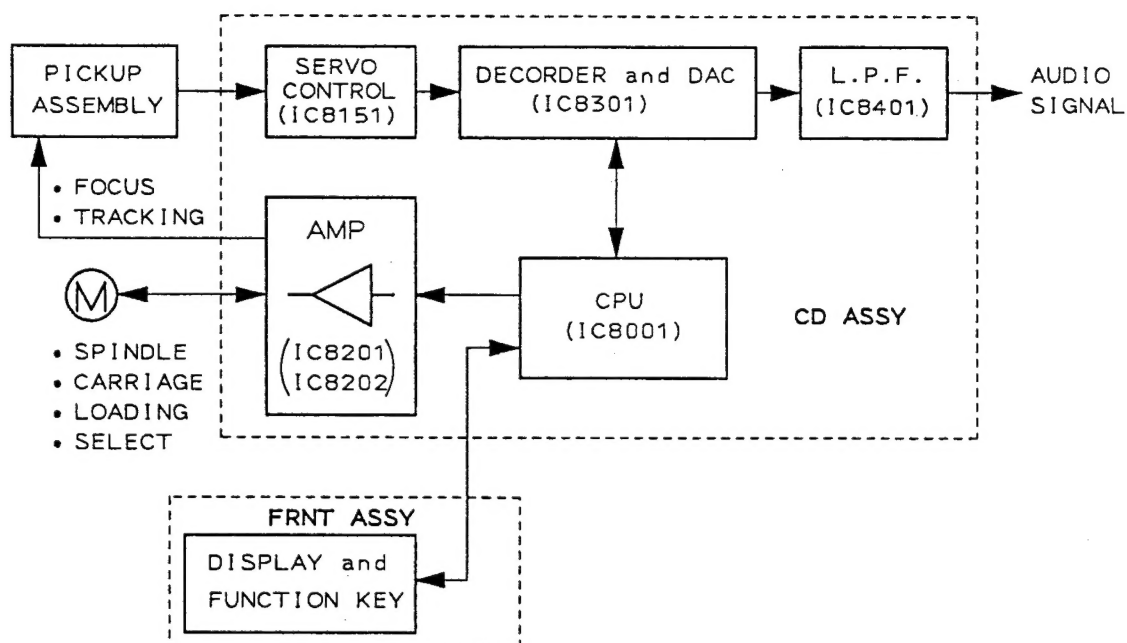 PICKUP
ASSEMBLY
SERVO
CONTROL
(IC8151)
DECORDER and DAC
(IC8301)
L.P.F.
(IC8401)
AUDIO
SIGNAL
• FOCUS
• TRACKING
AMP
(IC8201
IC8202)
M
• SPINDLE
• CARRIAGE
• LOADING
• SELECT
CPU
(IC8001)
CD ASSY
FRNT ASSY
DISPLAY and
FUNCTION KEY